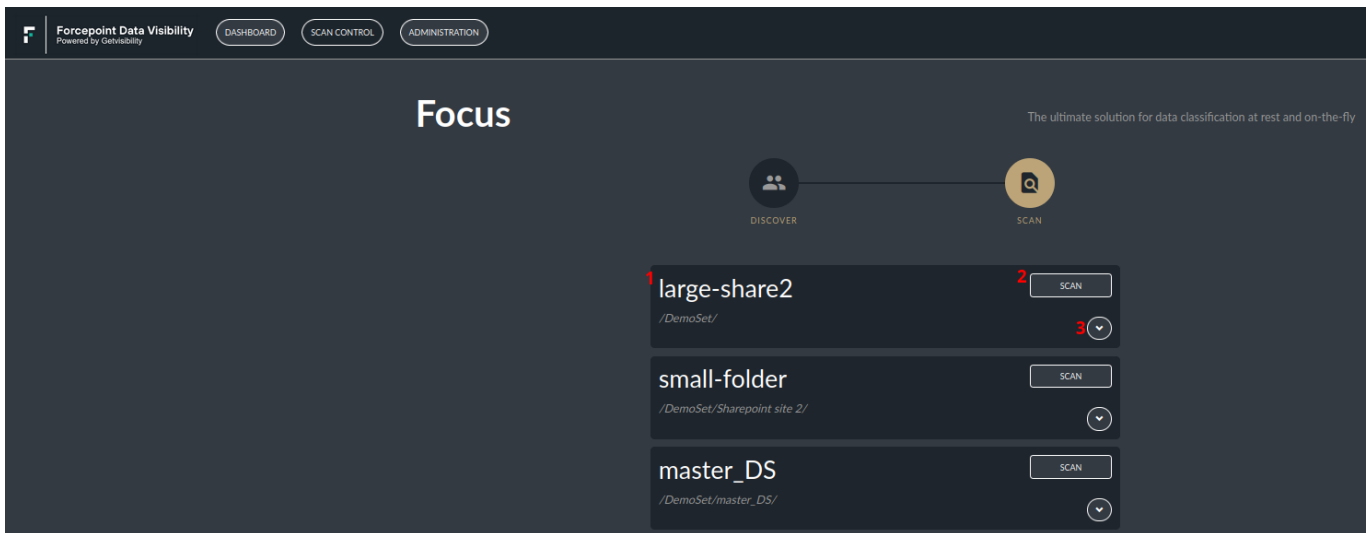 Forcepoint Data Visibility
Powered by Getvisibility
DASHBOARD
SCAN CONTROL
ADMINISTRATION
Focus
The ultimate solution for data classification at rest and on-the-fly
DISCOVER
SCAN
1
large-share2
2
SCAN
/DemoSet/
3
small-folder
SCAN
/DemoSet/Sharepoint site 2/
master_DS
SCAN
/DemoSet/master_DS/